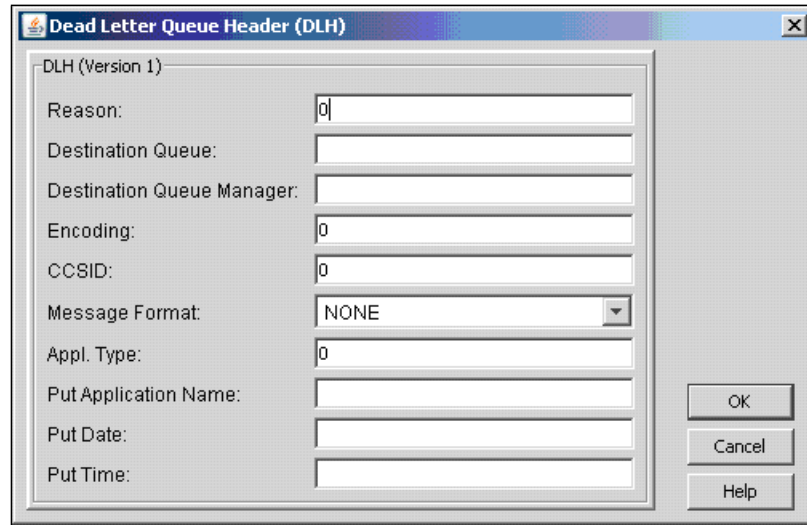 Dead Letter Queue Header (DLH)
DLH (Version 1)
Reason: 0
Destination Queue:
Destination Queue Manager:
Encoding: 0
CCSID: 0
Message Format: NONE
Appl. Type: 0
Put Application Name:
Put Date:
Put Time:
OK
Cancel
Help